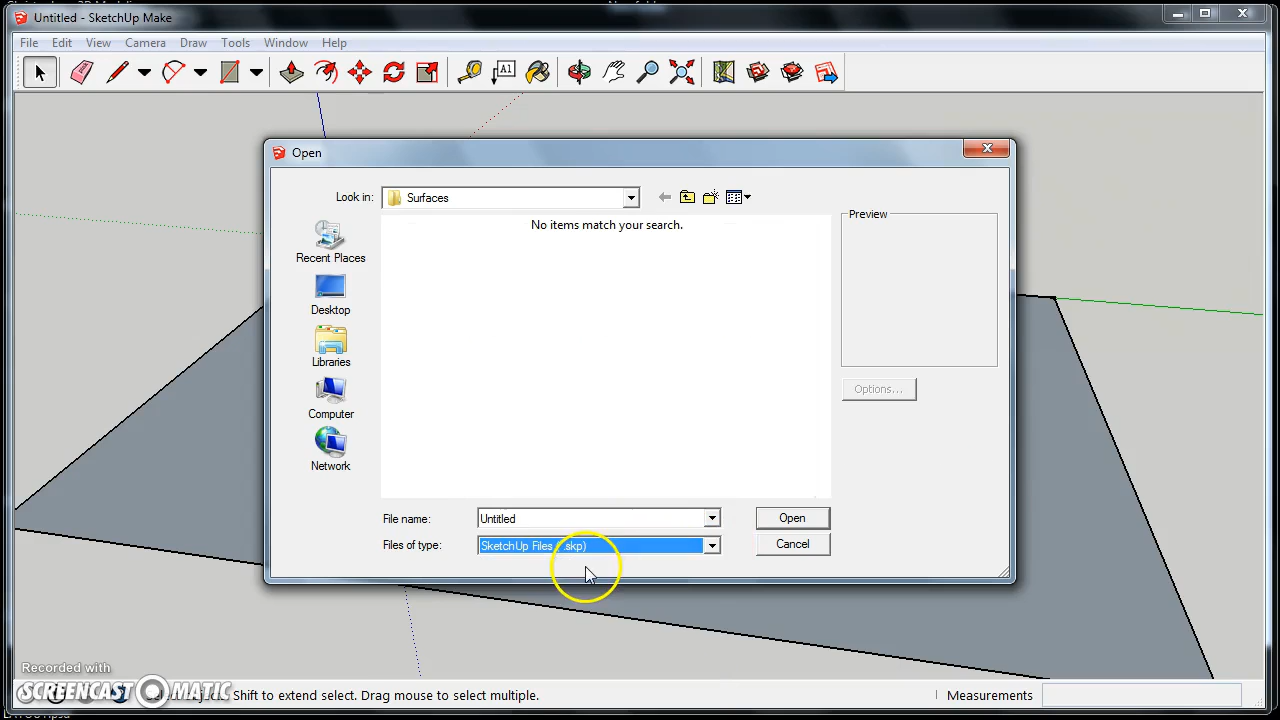 Untitled - SketchUp Make
File Edit View Camera Draw Tools Window Help
A1
Open
Look in: Surfaces
No items match your search.
Preview
Recent Places
Desktop
Libraries
Computer
Network
Options...
File name: Untitled Open
Files of type: SketchUp Files (*.skp) Cancel
Recorded with
SCREENCAST MATIC
Shift to extend select. Drag mouse to select multiple.
Measurements